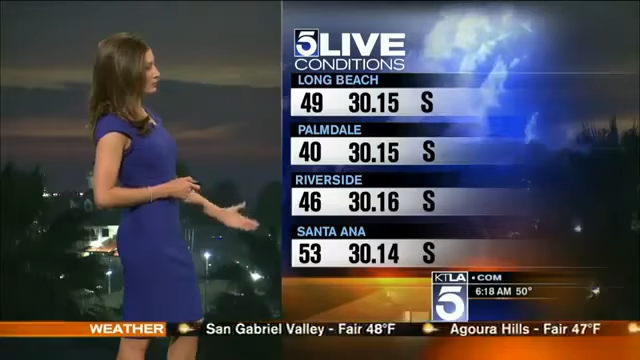 5 LIVE
CONDITIONS
LONG BEACH
49 30.15 S
PALMDALE
40 30.15 S
RIVERSIDE
46 30.16 S
SANTA ANA
53 30.14 S
KTLA.COM
5 6:18 AM 50°
WEATHER San Gabriel Valley - Fair 48°F Agoura Hills - Fair 47°F